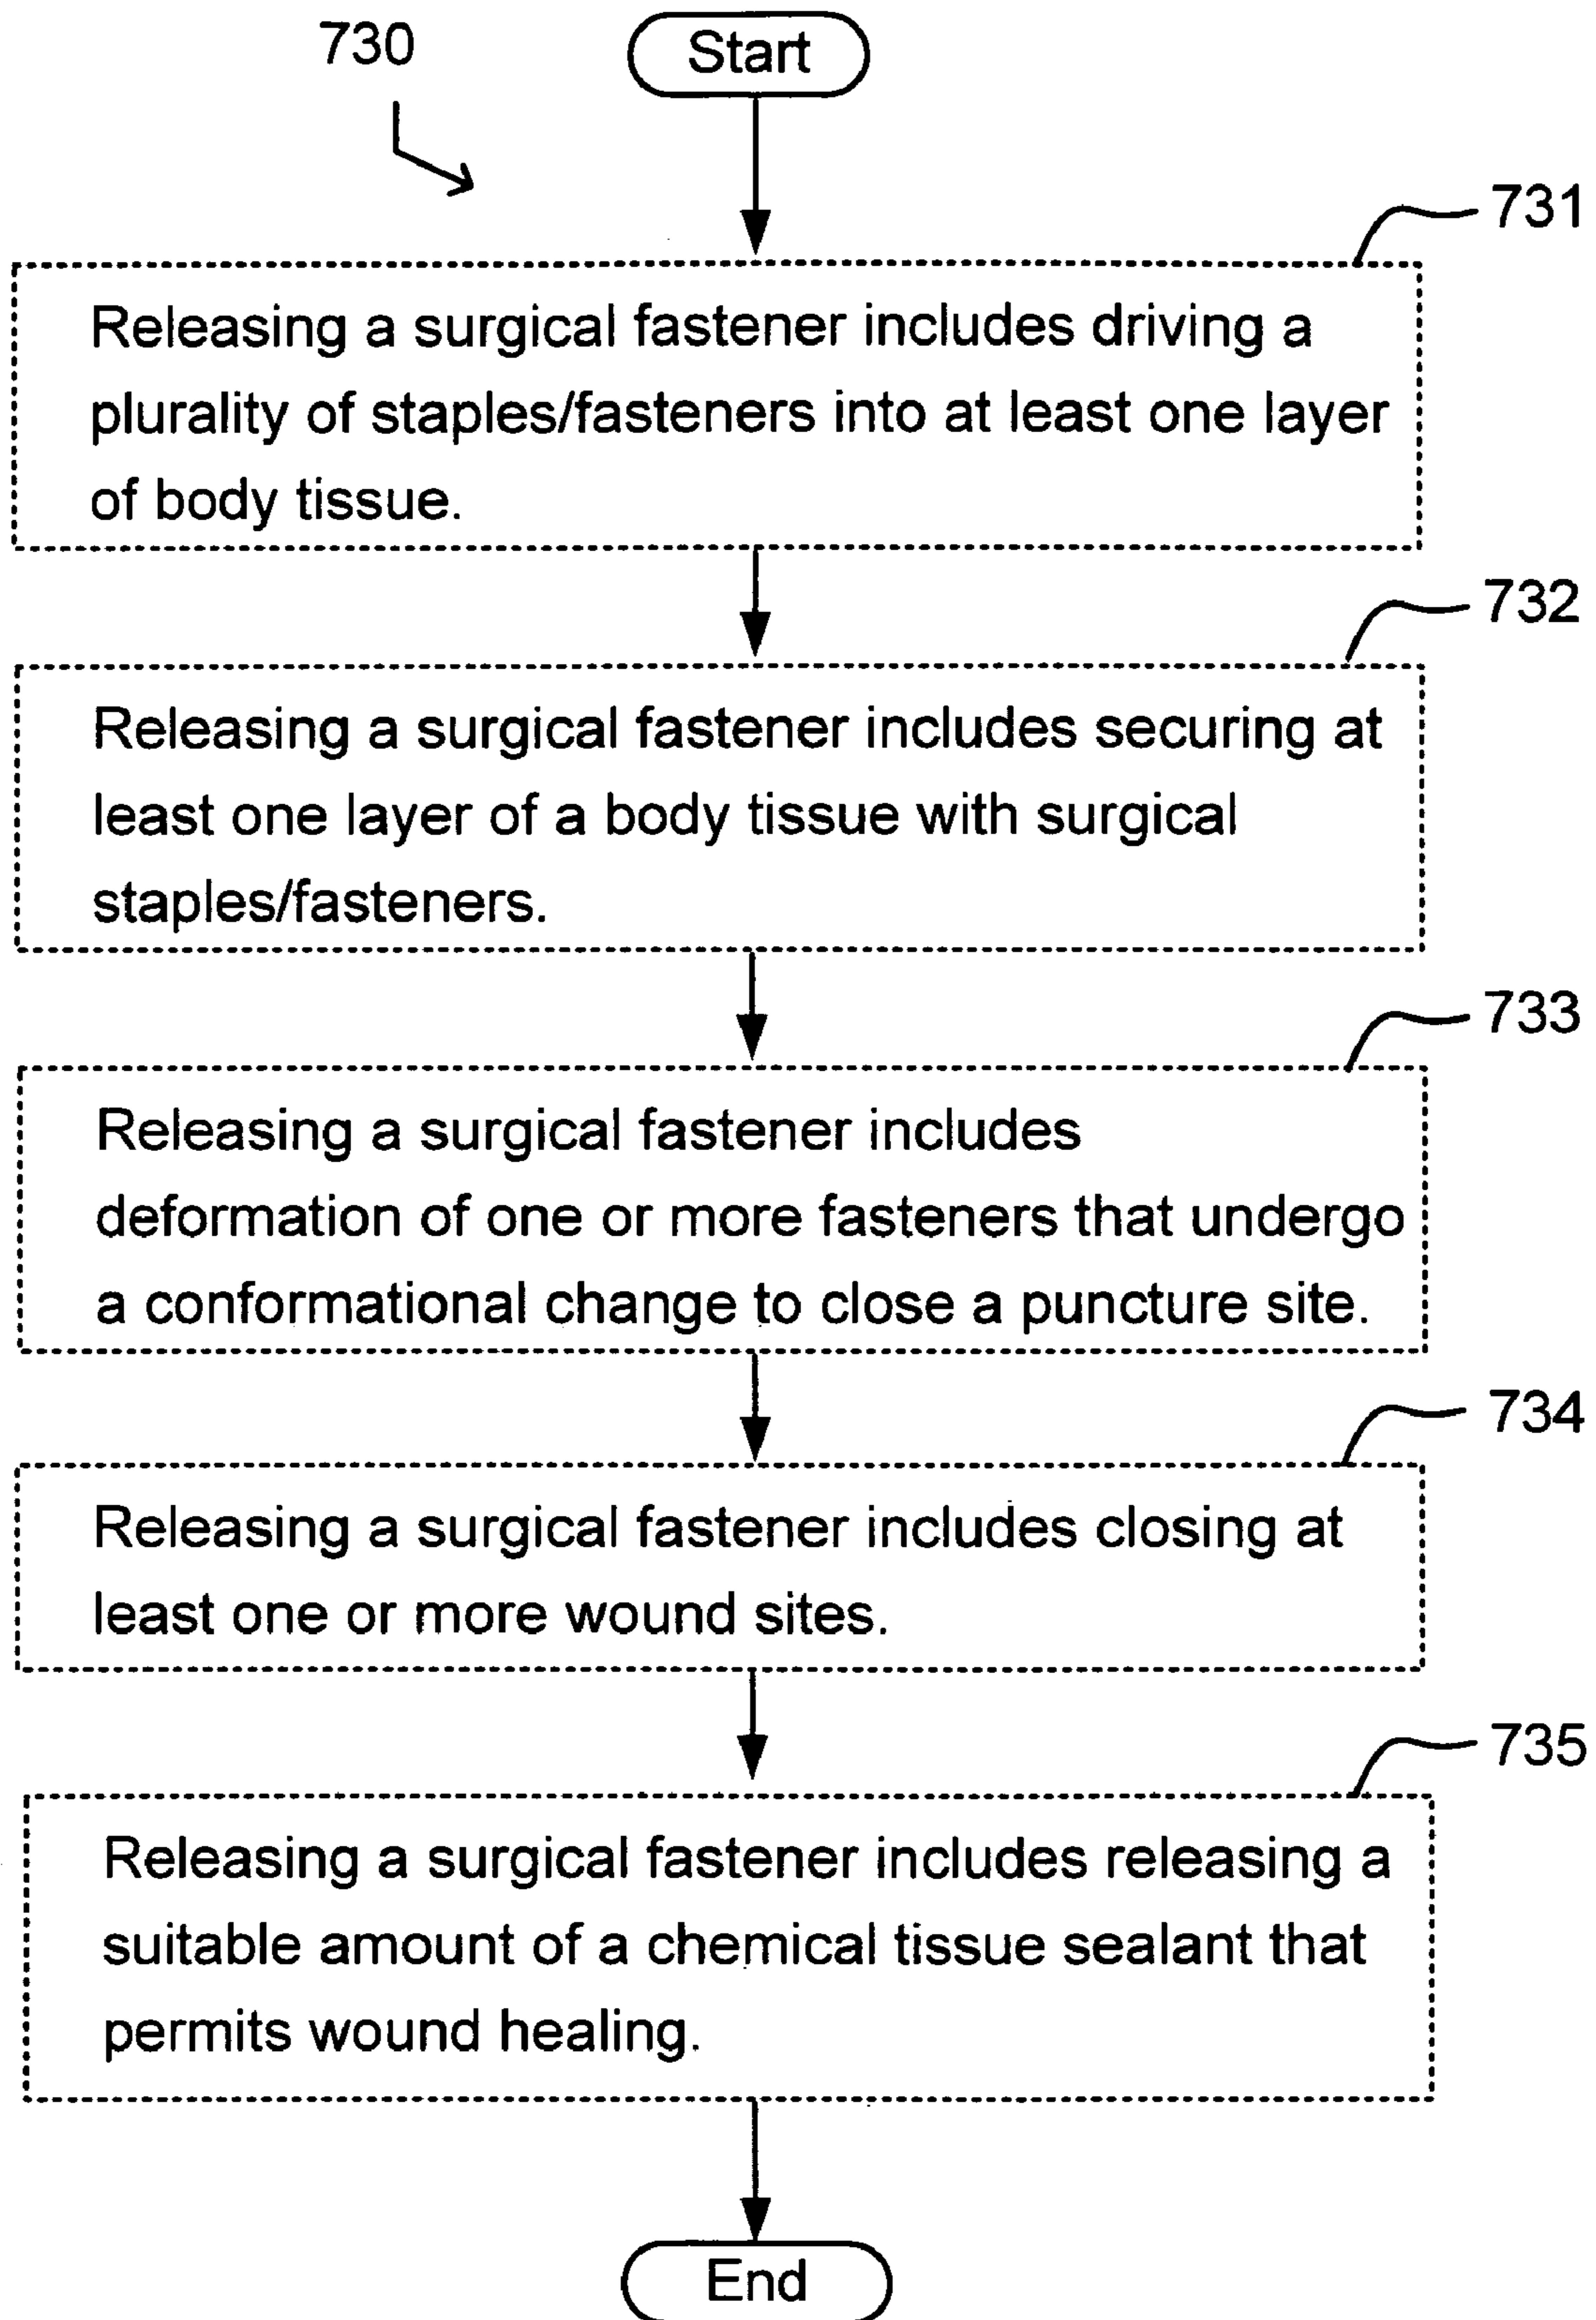 730
Start
731
Releasing a surgical fastener includes driving a
plurality of staples/fasteners into at least one layer
of body tissue.
732
Releasing a surgical fastener includes securing at
least one layer of a body tissue with surgical
staples/fasteners.
733
Releasing a surgical fastener includes
deformation of one or more fasteners that undergo
a conformational change to close a puncture site.
734
Releasing a surgical fastener includes closing at
least one or more wound sites.
735
Releasing a surgical fastener includes releasing a
suitable amount of a chemical tissue sealant that
permits wound healing.
End